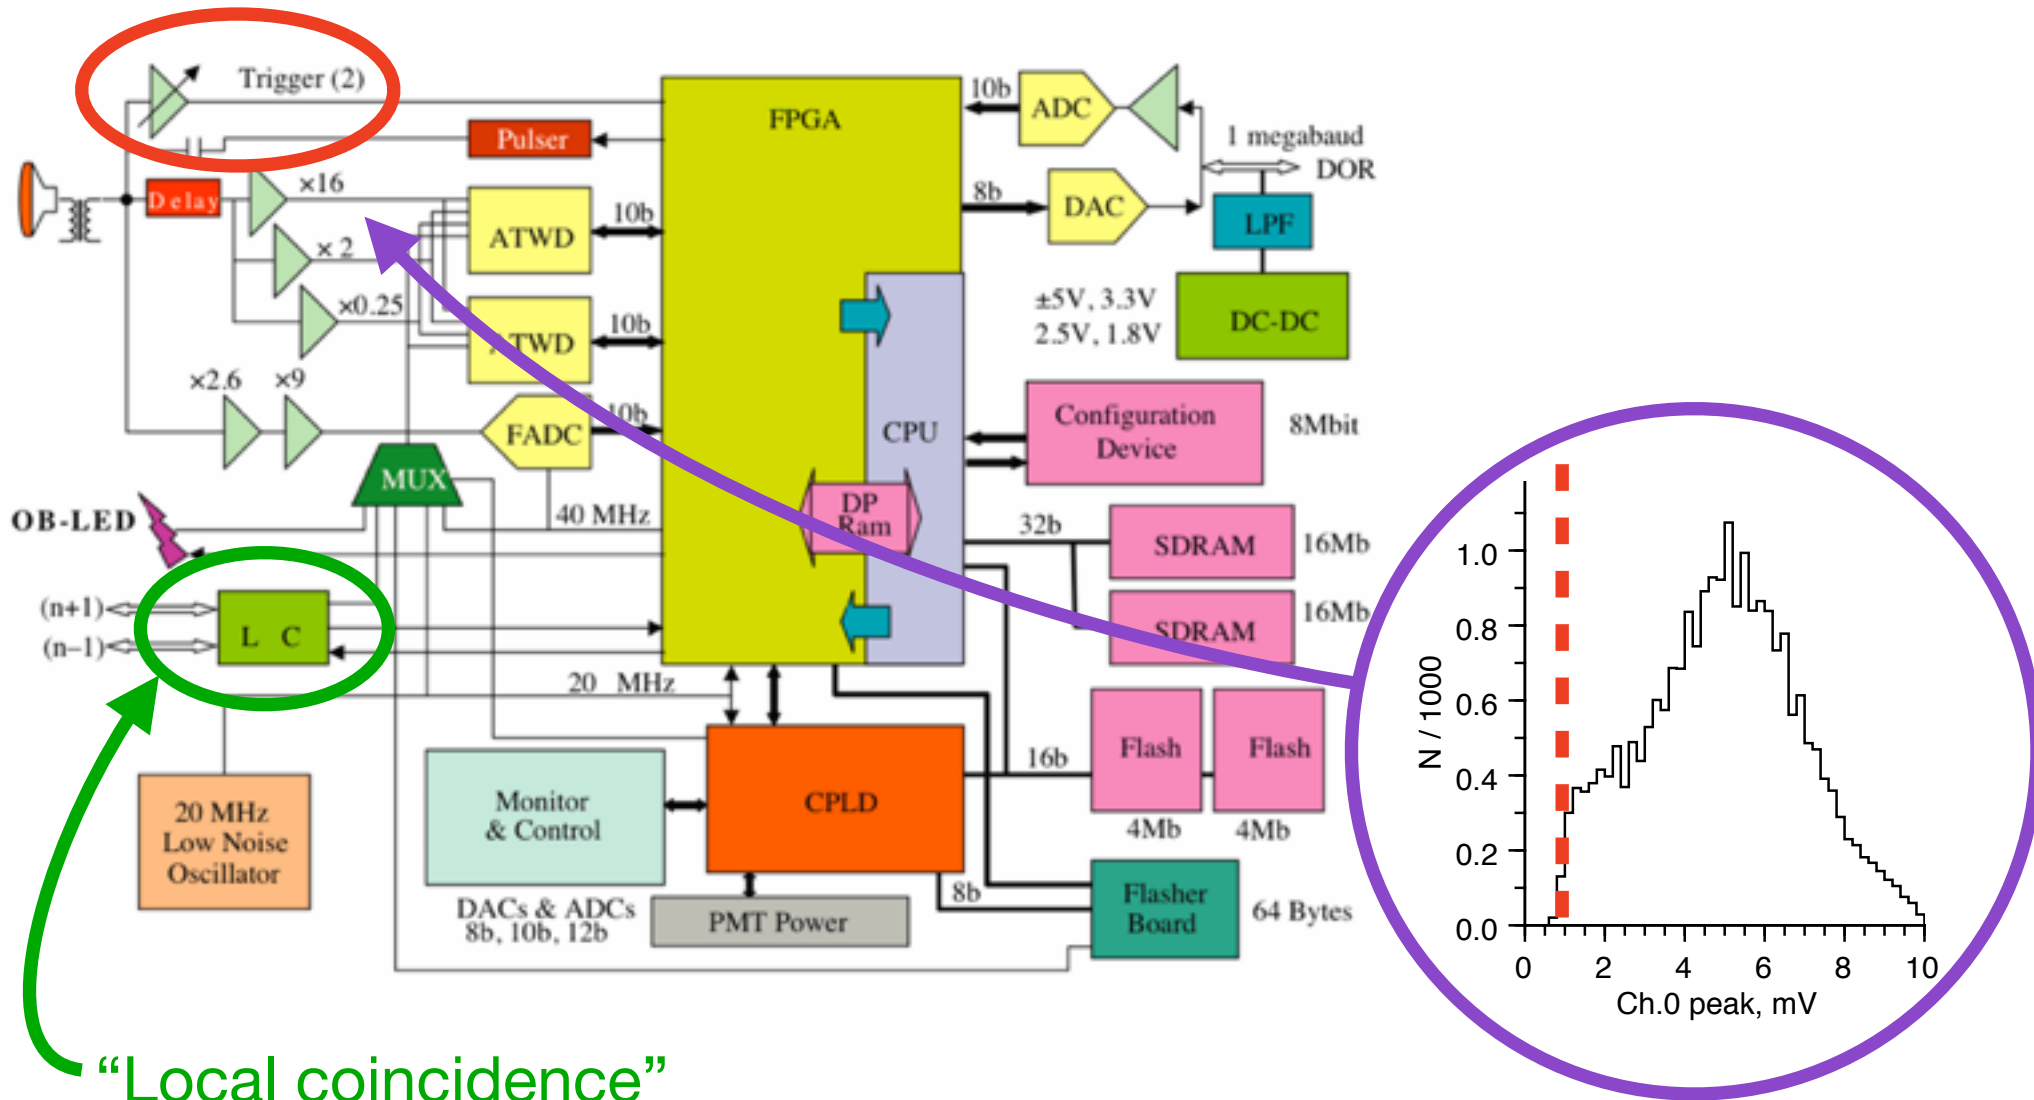 Trigger (2)
Pulser
FPGA
10b
ADC
1 megabaud
DOR
Delay
×16
ATWD
10b
8b
DAC
LPF
× 2
×0.25
ATWD
10b
±5V, 3.3V
2.5V, 1.8V
DC-DC
×2.6
×9
FADC
10b
CPU
Configuration
Device
8Mbit
MUX
OB-LED
40 MHz
DP
Ram
32b
SDRAM
16Mb
SDRAM
16Mb
(n+1)
(n–1)
L C
20 MHz
20 MHz
Low Noise
Oscillator
Monitor
& Control
CPLD
16b
Flash
Flash
4Mb
4Mb
DACs & ADCs
8b, 10b, 12b
PMT Power
8b
Flasher
Board
64 Bytes
N / 1000
1.0
0.8
0.6
0.4
0.2
0.0
0 2 4 6 8 10
Ch.0 peak, mV
“Local coincidence”